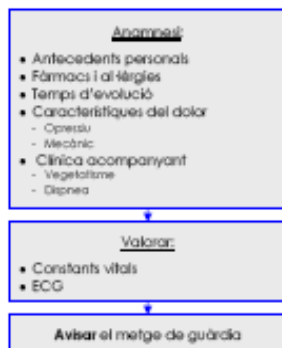 Anamnesi:
• Antecedents personals
• Fàrmacs i al·lèrgies
• Temps d'evolució
• Característiques del dolor
- Opressiu
- Mecànic
• Clínica acompanyant
- Vegetatisme
- Dispnea
Valorar:
• Constants vitals
• ECG
Avisar el metge de guàrdia